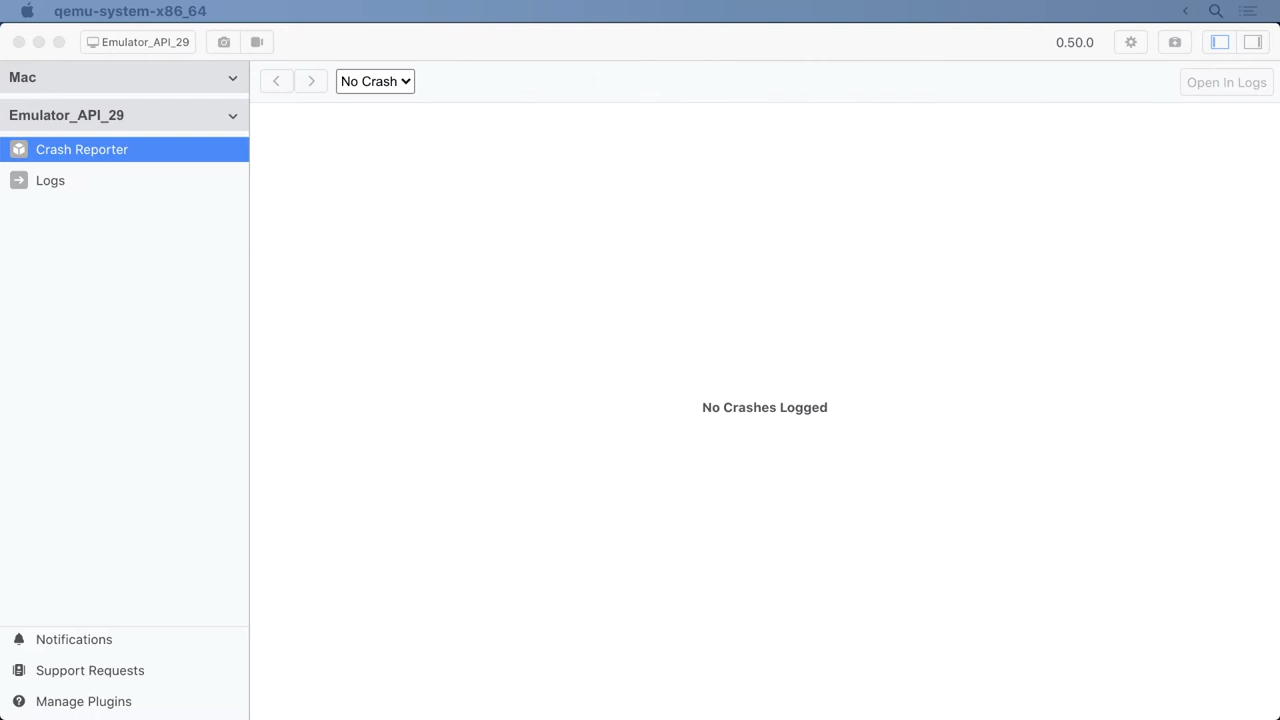 qemu-system-x86_64
Emulator_API_29
0.50.0
Mac
No Crash
Open In Logs
Emulator_API_29
Crash Reporter
Logs
No Crashes Logged
Notifications
Support Requests
Manage Plugins